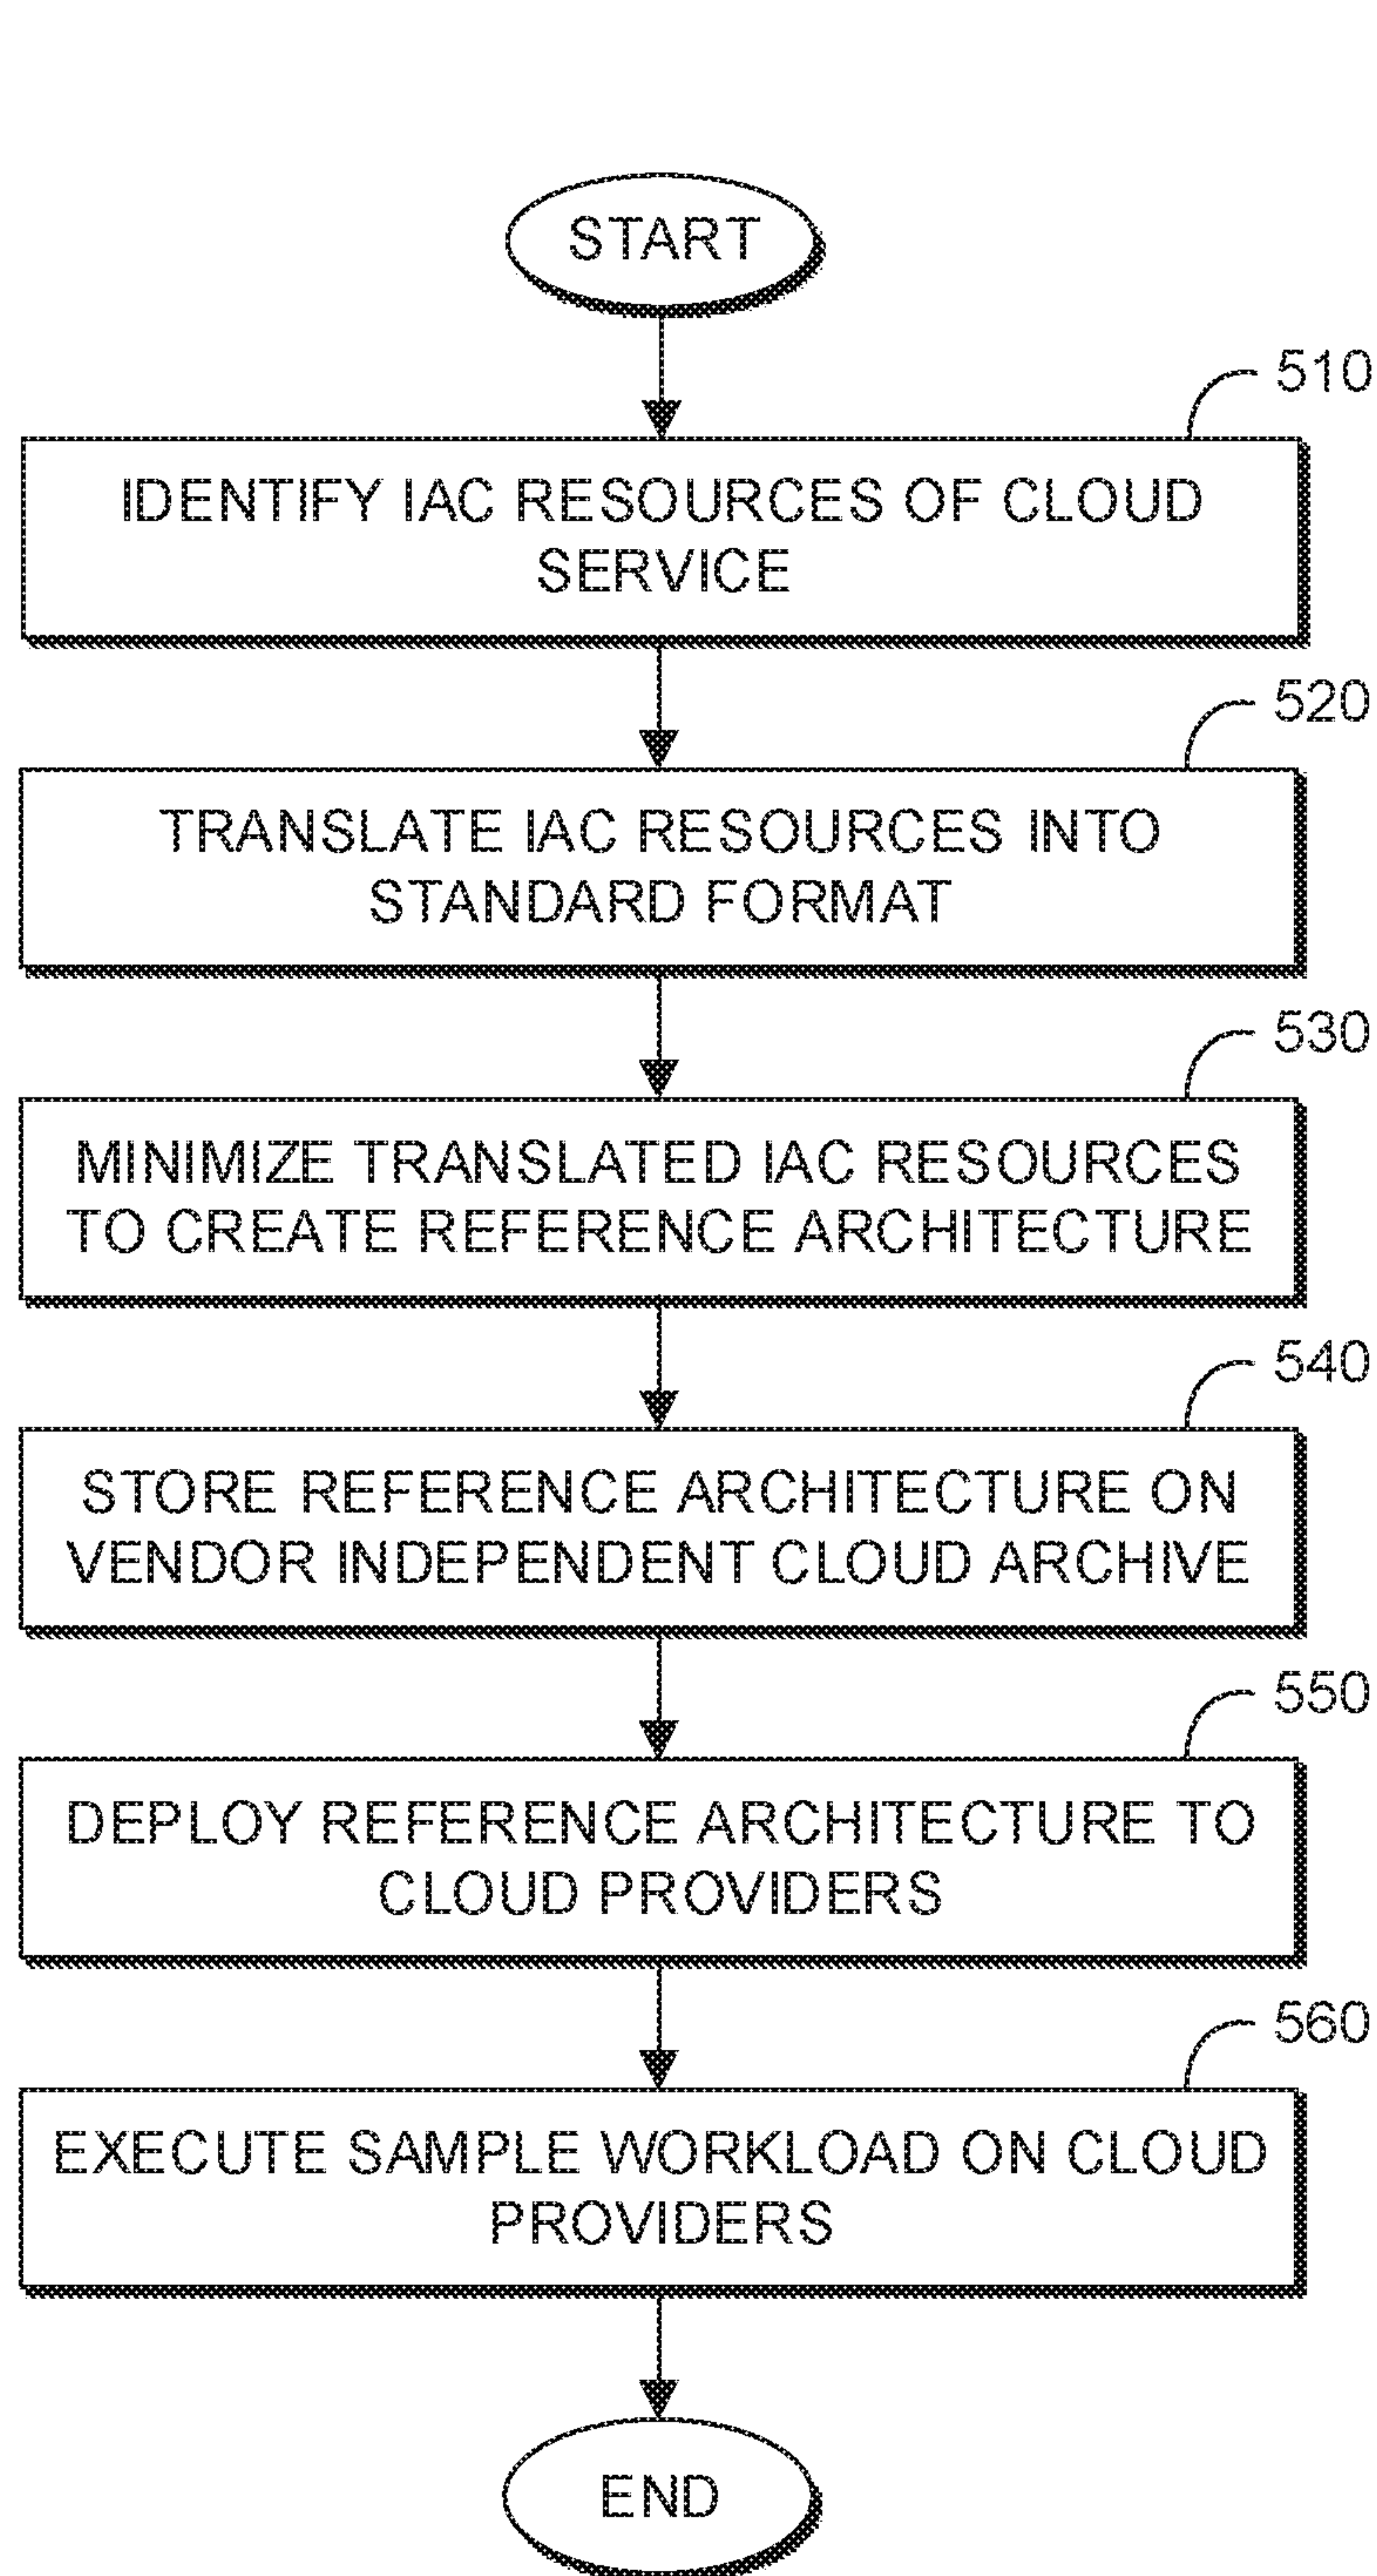 START
510
IDENTIFY IAC RESOURCES OF CLOUD
SERVICE
520
TRANSLATE IAC RESOURCES INTO
STANDARD FORMAT
530
MINIMIZE TRANSLATED IAC RESOURCES
TO CREATE REFERENCE ARCHITECTURE
540
STORE REFERENCE ARCHITECTURE ON
VENDOR INDEPENDENT CLOUD ARCHIVE
550
DEPLOY REFERENCE ARCHITECTURE TO
CLOUD PROVIDERS
560
EXECUTE SAMPLE WORKLOAD ON CLOUD
PROVIDERS
END